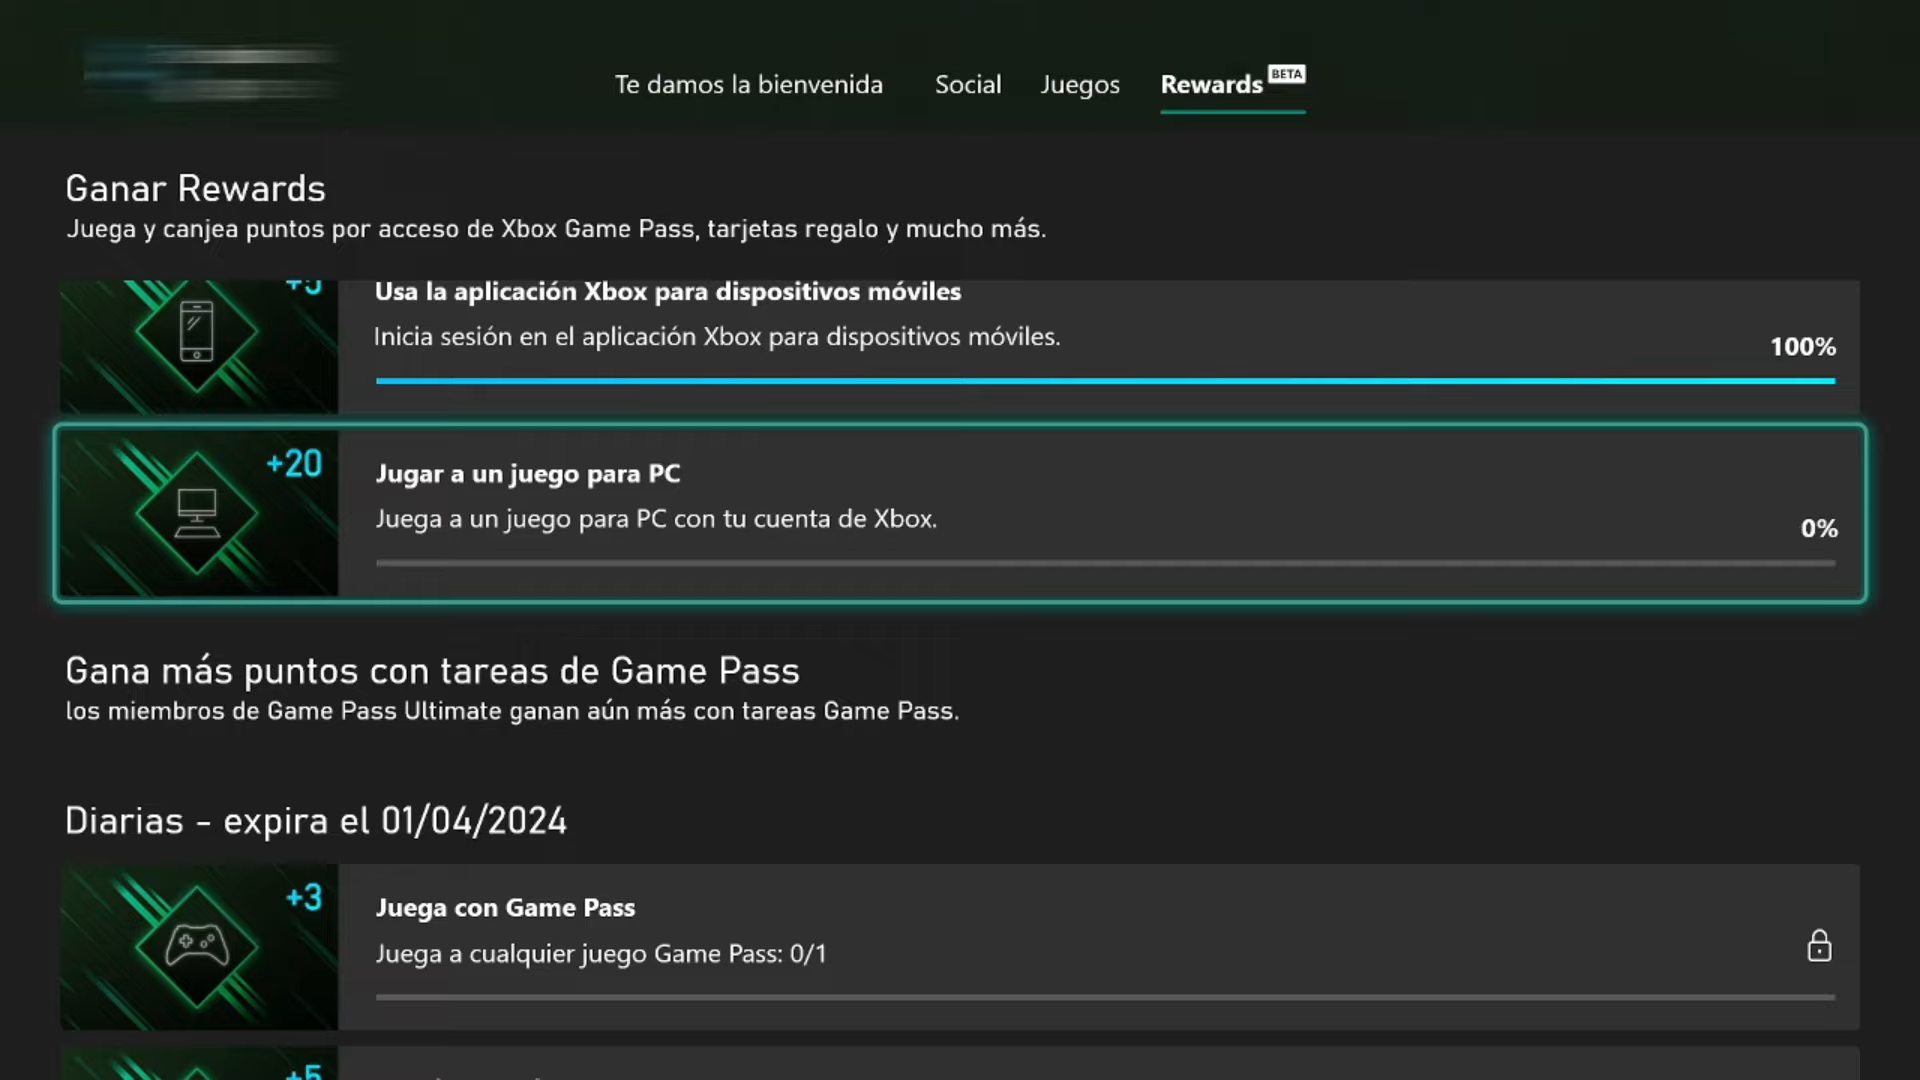 Te damos la bienvenida Social Juegos Rewards BETA
Ganar Rewards
Juega y canjea puntos por acceso de Xbox Game Pass, tarjetas regalo y mucho más.
+5
Usa la aplicación Xbox para dispositivos móviles
Inicia sesión en el aplicación Xbox para dispositivos móviles.
100%
+20
Jugar a un juego para PC
Juega a un juego para PC con tu cuenta de Xbox.
0%
Gana más puntos con tareas de Game Pass
los miembros de Game Pass Ultimate ganan aún más con tareas Game Pass.
Diarias - expira el 01/04/2024
+3
Juega con Game Pass
Juega a cualquier juego Game Pass: 0/1
+5